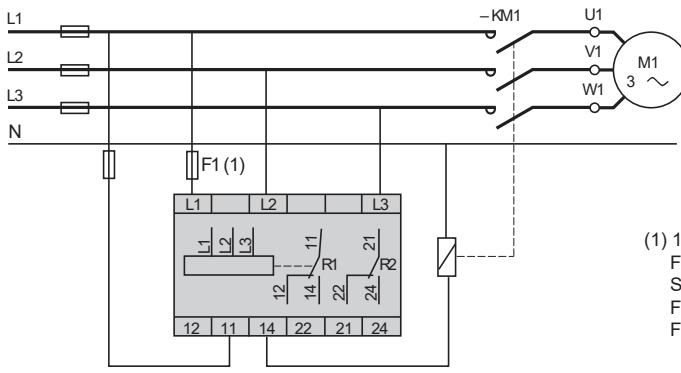 L1
–KM1
U1
L2
V1
M1
3
L3
W1
N
F1 (1)
L1 L2 L3
L1 L2 L3
11 21
R1 R2
12 14 22 24
12 11 14 22 21 24
(1) 1
F
S
F
F